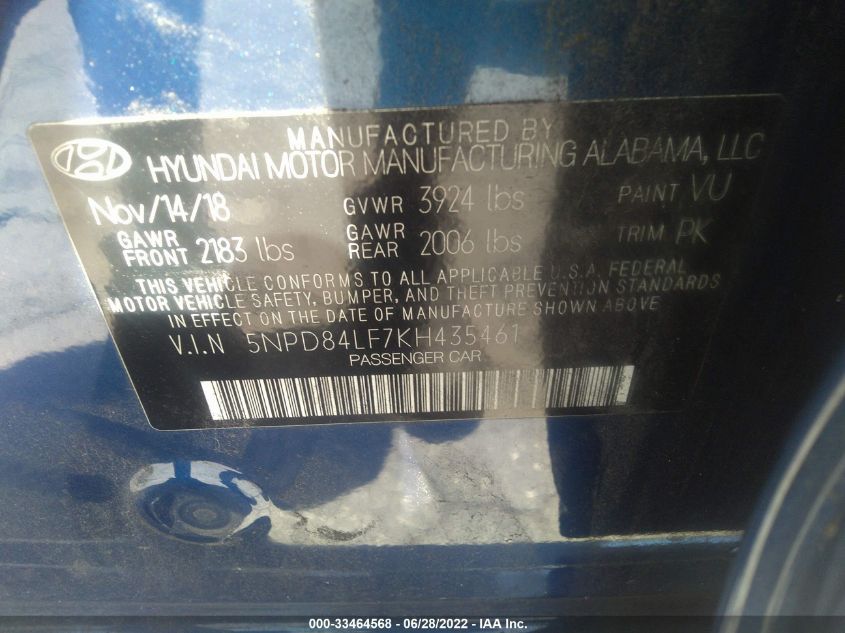 MANUFACTURED BY
HYUNDAI MOTOR MANUFACTURING ALABAMA, LLC
Nov/14/18 GVWR 3924 lbs PAINT VU
GAWR FRONT 2183 lbs GAWR REAR 2006 lbs TRIM PK
THIS VEHICLE CONFORMS TO ALL APPLICABLE U.S.A. FEDERAL
MOTOR VEHICLE SAFETY, BUMPER, AND THEFT PREVENTION STANDARDS
IN EFFECT ON THE DATE OF MANUFACTURE SHOWN ABOVE
V.I.N 5NPD84LF7KH435461
PASSENGER CAR
000-33464568 - 06/28/2022 - IAA Inc.